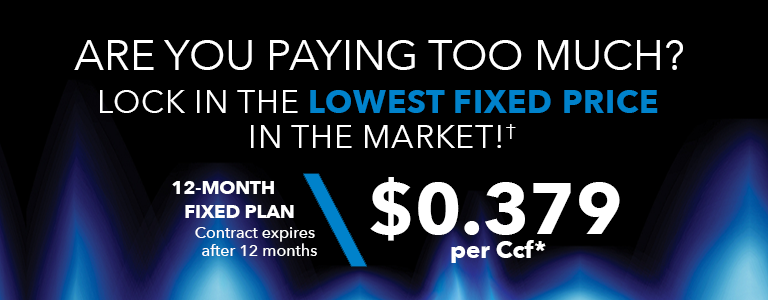 ARE YOU PAYING TOO MUCH?
LOCK IN THE LOWEST FIXED PRICE
IN THE MARKET!†
12-MONTH
FIXED PLAN
Contract expires
after 12 months
$0.379
per Ccf*